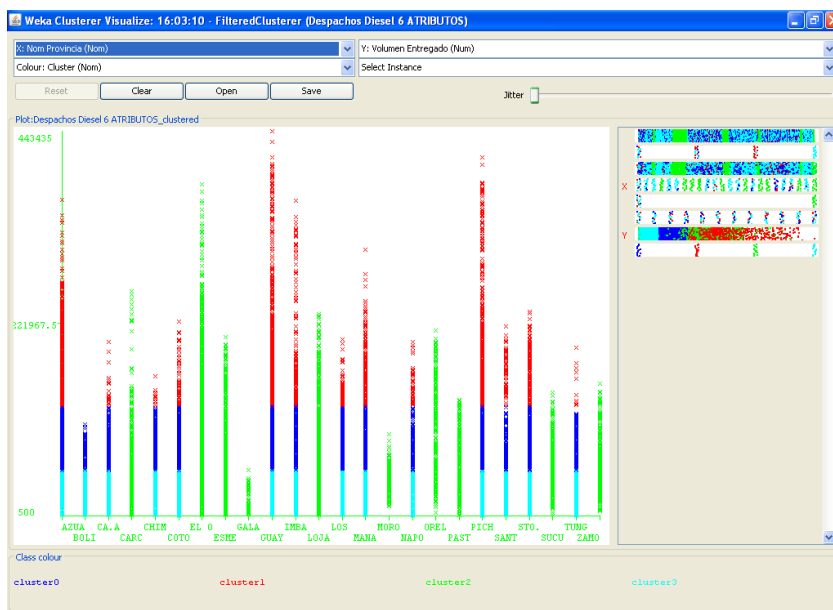 Weka Clusterer Visualize: 16:03:10 - FilteredClusterer (Despachos Diesel 6 ATRIBUTOS)
X: Nom Provincia (Nom) Y: Volumen Entregado (Num)
Colour: Cluster (Nom) Select Instance
Reset Clear Open Save Jitter
Plot:Despachos Diesel 6 ATRIBUTOS_clustered
443435
X
Y
221967.5
500
AZUA CA.A CHIM EL O GALA IMBA LOS MORO OREL PICH STO. TUNG
BOLI CARC COTO ESME GUAY LOJA MANA NAPO PAST SANT SUCU ZAMO
Class colour
cluster0 cluster1 cluster2 cluster3